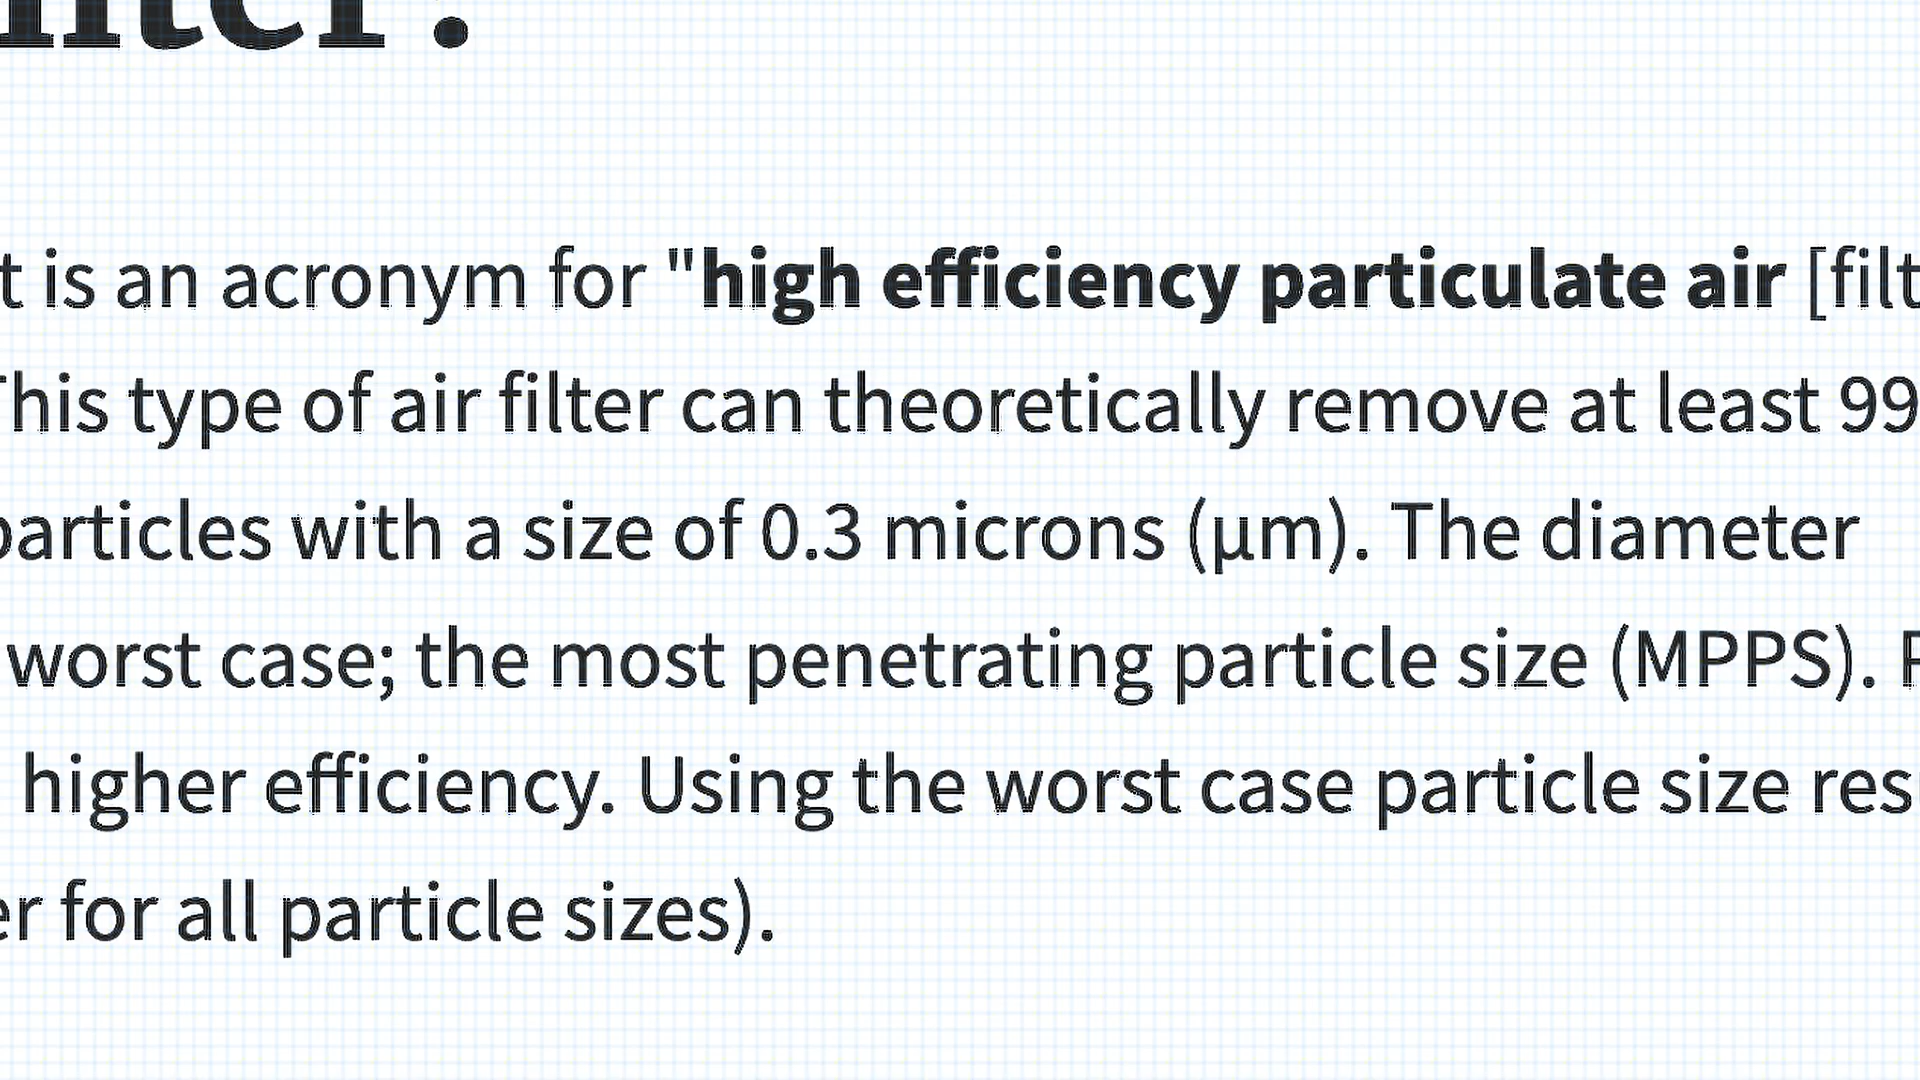 t is an acronym for "high efficiency particulate air [filt
This type of air filter can theoretically remove at least 99
particles with a size of 0.3 microns (µm). The diameter
worst case; the most penetrating particle size (MPPS).
higher efficiency. Using the worst case particle size res
er for all particle sizes).